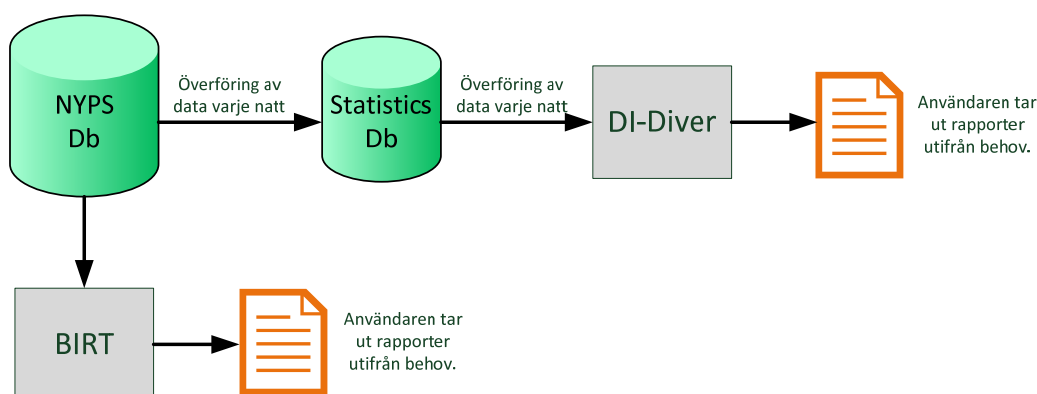 NYPS
Db
Överföring av
data varje natt
Statistics
Db
Överföring av
data varje natt
DI-Diver
Användaren tar
ut rapporter
utifrån behov.
BIRT
Användaren tar
ut rapporter
utifrån behov.